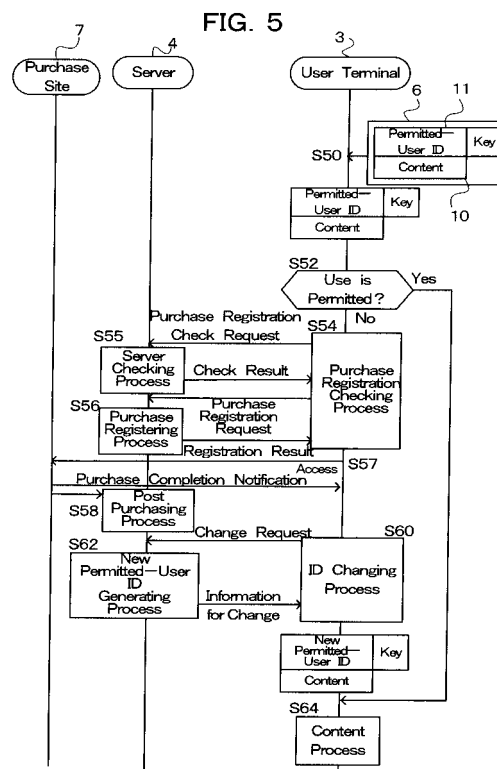 FIG. 5
7
4
3
Purchase
Site
Server
User Terminal
6
11
S50
Permitted—
User ID
Key
Content
10
Permitted—
User ID
Key
Content
S52
Use is
Permitted?
Yes
No
Purchase Registration
Check Request
S54
S55
Server
Checking
Process
Check Result
Purchase
Registration
Checking
Process
S56
Purchase
Registering
Process
Purchase
Registration
Request
Registration Result
Access
S57
Purchase Completion Notification
S58
Post
Purchasing
Process
Change Request
S60
S62
New
Permitted—User
ID
Generating Process
Information
for Change
ID Changing
Process
New
Permitted—
User ID
Key
Content
S64
Content
Process